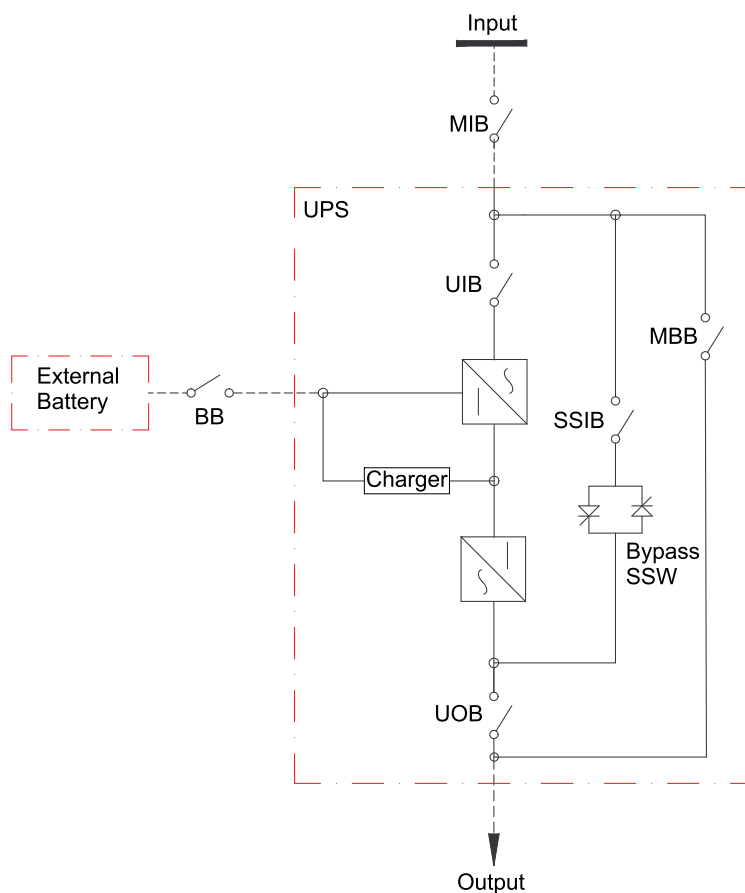 Input
MIB
UPS
UIB
MBB
External
Battery
BB
SSIB
Charger
Bypass
SSW
UOB
Output